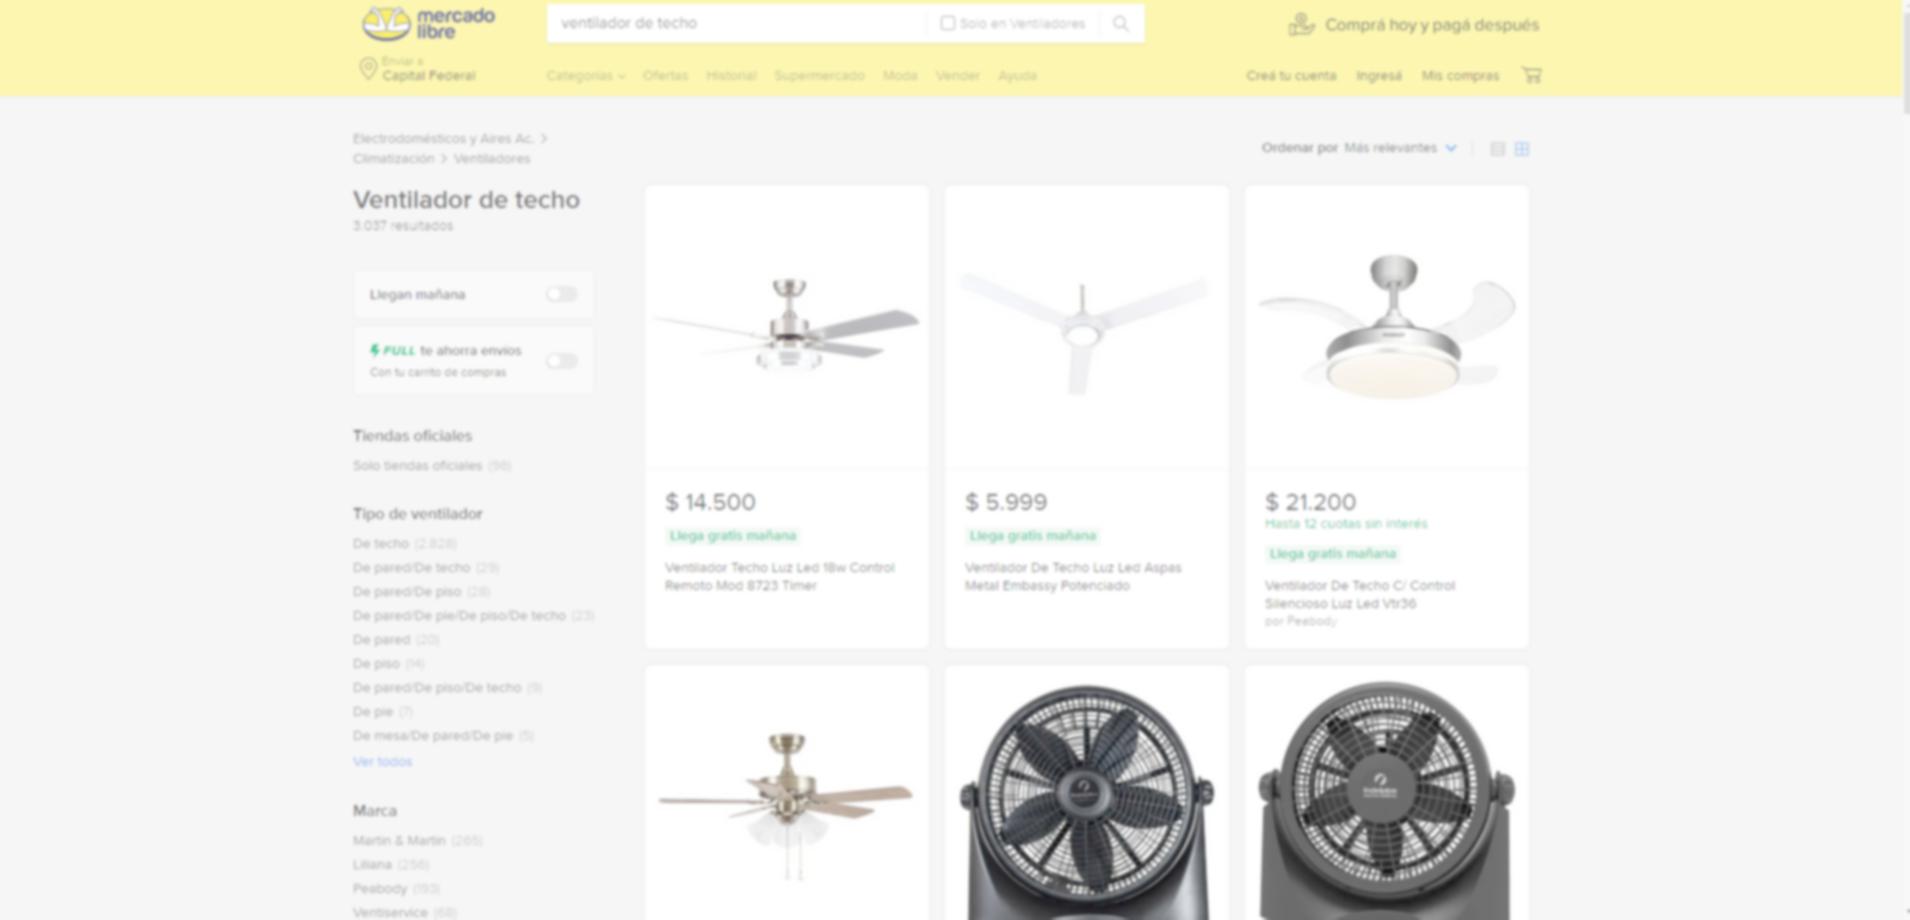 mercado
libre
ventilador de techo
Solo en Ventiladores
Comprá hoy y pagá después
Enviar a
Capital Federal
Categorías
Ofertas
Historial
Supermercado
Moda
Vender
Ayuda
Creá tu cuenta
Ingresá
Mis compras
Electrodomésticos y Aires Ac. >
Climatización > Ventiladores
Ordenar por Más relevantes
Ventilador de techo
3.037 resultados
Llegan mañana
FULL te ahorra envíos
Con tu carrito de compras
Tiendas oficiales
Solo tiendas oficiales (98)
Tipo de ventilador
De techo (2.828)
De pared/De techo (29)
De pared/De piso (28)
De pared/De pie/De piso/De techo (23)
De pared (20)
De piso (14)
De pared/De piso/De techo (9)
De pie (7)
De mesa/De pared/De pie (5)
Ver todos
Marca
Martin & Martin (265)
Liliana (256)
Peabody (193)
Ventiservice (68)
$ 14.500
Llega gratis mañana
Ventilador Techo Luz Led 18w Control
Remoto Mod 8723 Timer
$ 5.999
Llega gratis mañana
Ventilador De Techo Luz Led Aspas
Metal Embassy Potenciado
$ 21.200
Hasta 12 cuotas sin interés
Llega gratis mañana
Ventilador De Techo C/ Control
Silencioso Luz Led Vtr36
por Peabody